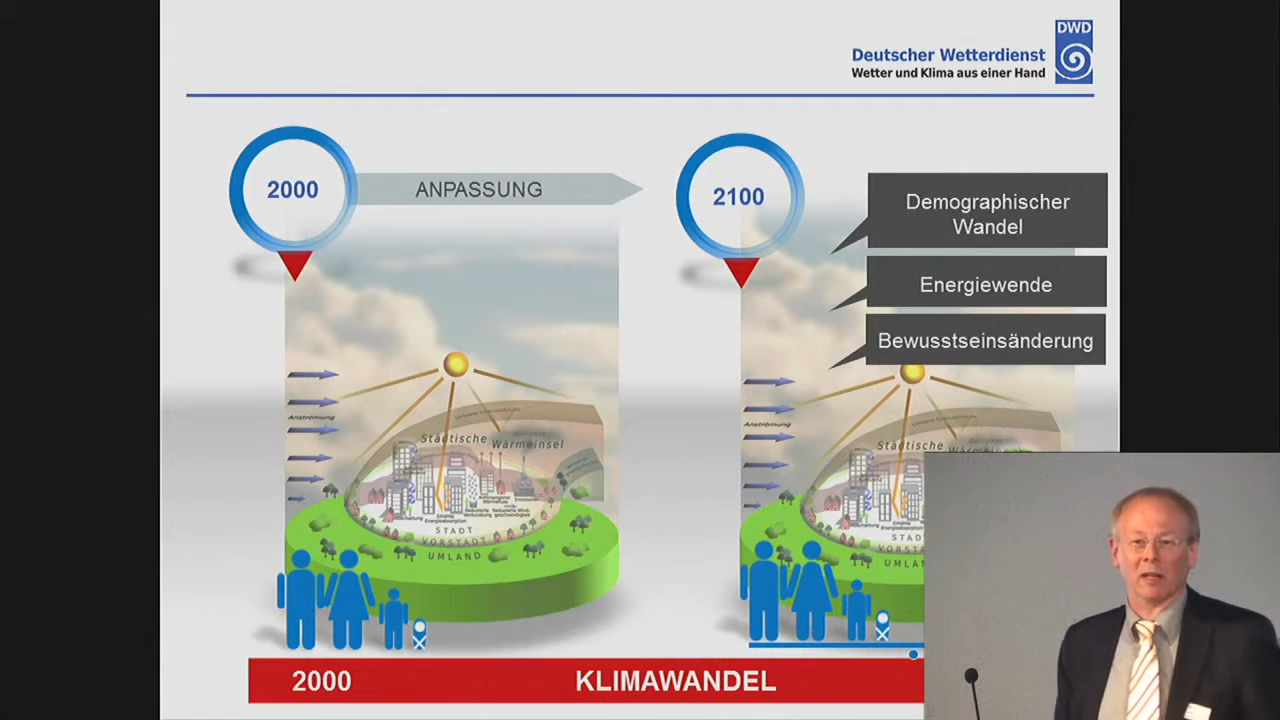 DWD
Deutscher Wetterdienst
Wetter und Klima aus einer Hand
2000
ANPASSUNG
2100
Demographischer
Wandel
Energiewende
Bewusstseinsänderung
Anströmung
Städtische
Wärmeinsel
STADT
VORSTADT
UMLAND
Anströmung
Städtische
2000
KLIMAWANDEL